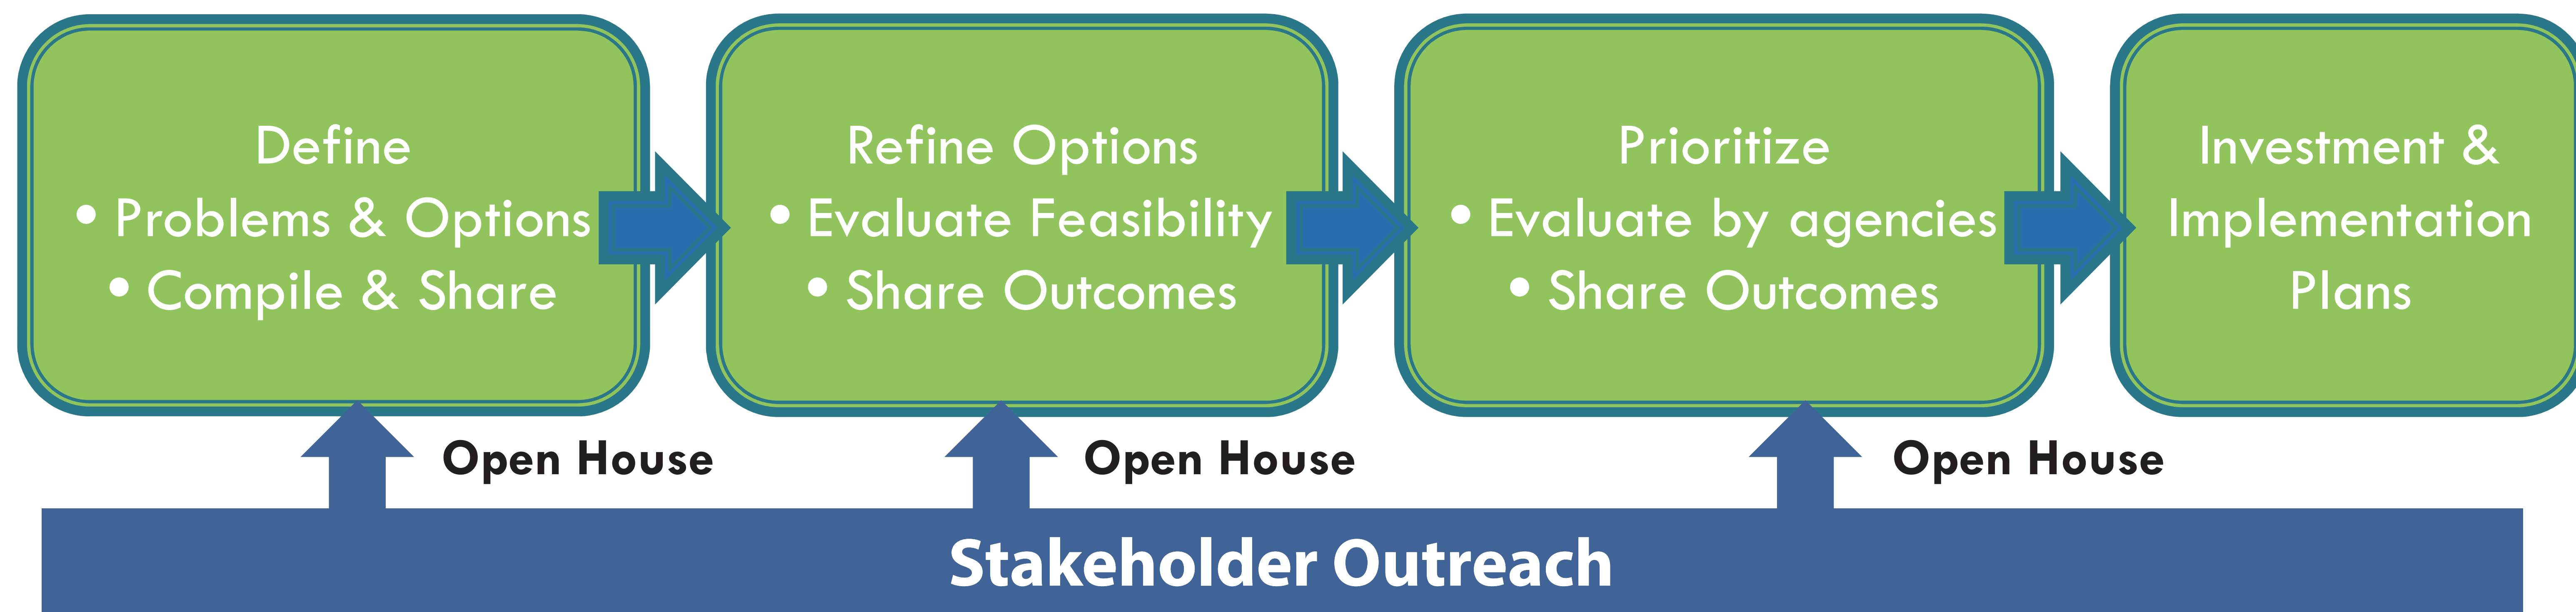 Define
• Problems & Options
• Compile & Share
Refine Options
• Evaluate Feasibility
• Share Outcomes
Prioritize
• Evaluate by agencies
• Share Outcomes
Investment &
Implementation
Plans
Open House
Open House
Open House
Stakeholder Outreach